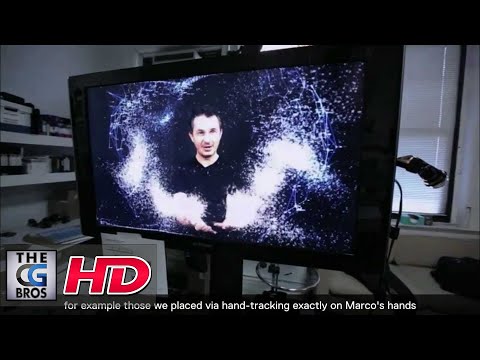 THE
CG
BROS
HD
for example those we placed via hand-tracking exactly on Marco's hands